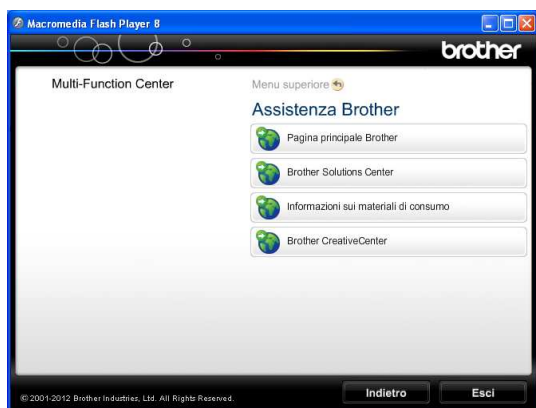 Macromedia Flash Player 8
brother
Multi-Function Center
Menu superiore
Assistenza Brother
Pagina principale Brother
Brother Solutions Center
Informazioni sui materiali di consumo
Brother CreativeCenter
© 2001-2012 Brother Industries, Ltd. All Rights Reserved.
Indietro
Esci